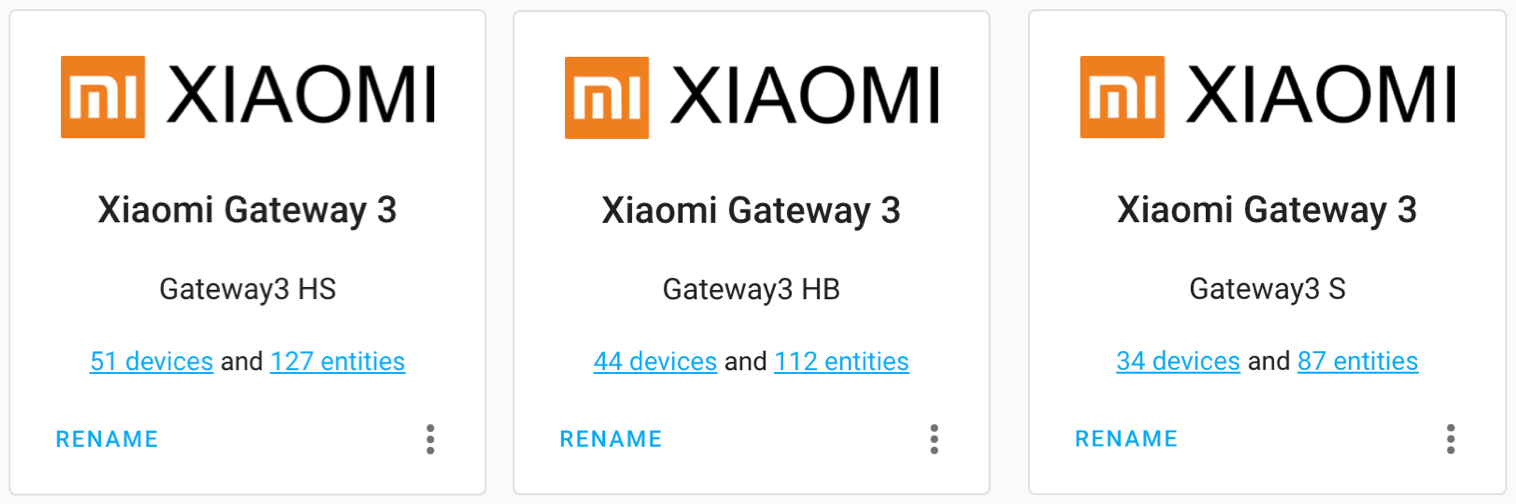 mi XIAOMI
Xiaomi Gateway 3
Gateway3 HS
51 devices and 127 entities
RENAME
mi XIAOMI
Xiaomi Gateway 3
Gateway3 HB
44 devices and 112 entities
RENAME
mi XIAOMI
Xiaomi Gateway 3
Gateway3 S
34 devices and 87 entities
RENAME